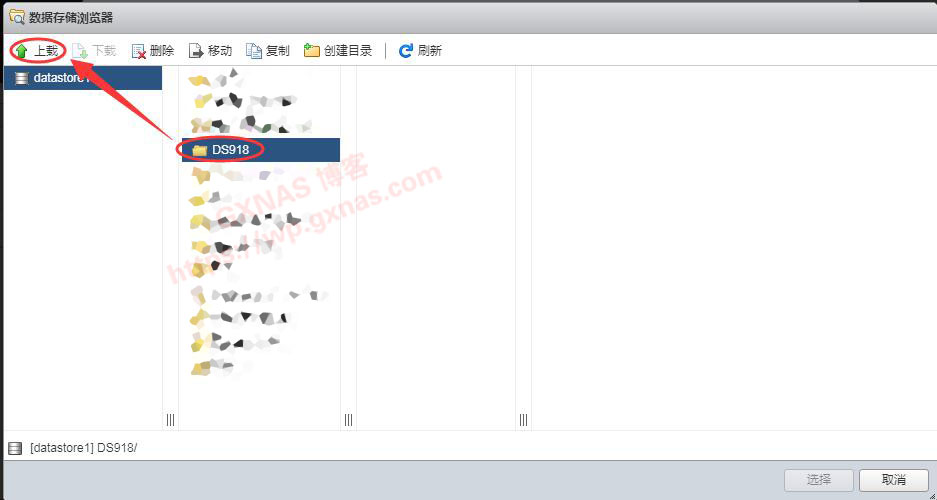 数据存储浏览器
上载 下载 删除 移动 复制 创建目录 刷新
datastore1
DS918
GXNAS 博客
https://wp.gxnas.com
[datastore1] DS918/
选择 取消